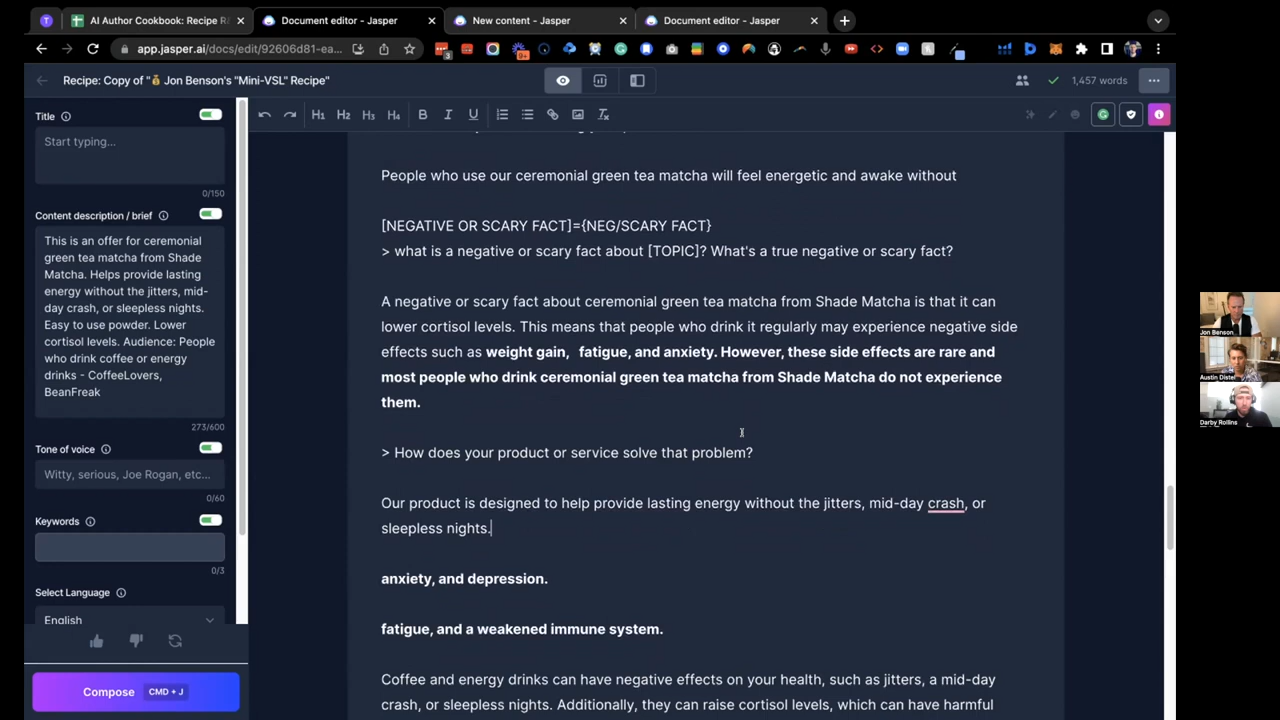 T
AI Author Cookbook: Recipe R
Document editor - Jasper
New content - Jasper
Document editor - Jasper
app.jasper.ai/docs/edit/92606d81-ea...
Recipe: Copy of "💰 Jon Benson's "Mini-VSL" Recipe"
1,457 words
H1 H2 H3 H4 B I U
Title
Start typing...
0/150
Content description / brief
This is an offer for ceremonial
green tea matcha from Shade
Matcha. Helps provide lasting
energy without the jitters, mid-
day crash, or sleepless nights.
Easy to use powder. Lower
cortisol levels. Audience: People
who drink coffee or energy
drinks - CoffeeLovers,
BeanFreak
273/600
Tone of voice
Witty, serious, Joe Rogan, etc...
0/60
Keywords
0/3
Select Language
English
Compose CMD + J
People who use our ceremonial green tea matcha will feel energetic and awake without
[NEGATIVE OR SCARY FACT]={NEG/SCARY FACT}
> what is a negative or scary fact about [TOPIC]? What's a true negative or scary fact?
A negative or scary fact about ceremonial green tea matcha from Shade Matcha is that it can
lower cortisol levels. This means that people who drink it regularly may experience negative side
effects such as weight gain, fatigue, and anxiety. However, these side effects are rare and
most people who drink ceremonial green tea matcha from Shade Matcha do not experience
them.
> How does your product or service solve that problem?
Our product is designed to help provide lasting energy without the jitters, mid-day crash, or
sleepless nights.
anxiety, and depression.
fatigue, and a weakened immune system.
Coffee and energy drinks can have negative effects on your health, such as jitters, a mid-day
crash, or sleepless nights. Additionally, they can raise cortisol levels, which can have harmful
Jon Benson
Austin Distel
Darby Rollins